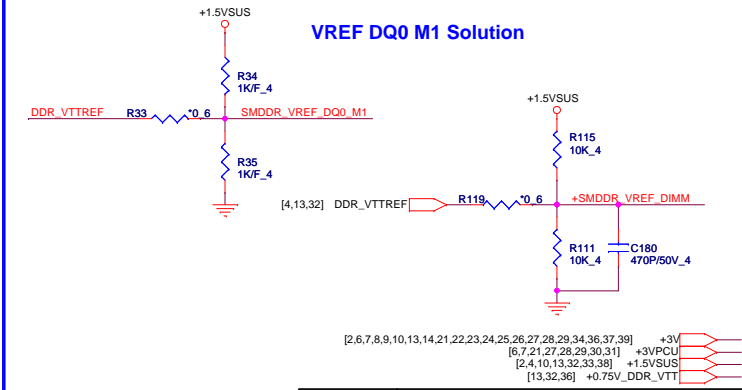 VREF DQ0 M1 Solution
+1.5VSUS
R34
1K/F_4
DDR_VTTREF R33 *0_6 SMDDR_VREF_DQ0_M1
R35
1K/F_4
+1.5VSUS
R115
10K_4
[4,13,32] DDR_VTTREF R119 *0_6 +SMDDR_VREF_DIMM
R111
10K_4
C180
470P/50V_4
[2,6,7,8,9,10,13,14,21,22,23,24,25,26,27,28,29,34,36,37,39] +3V
[6,7,21,27,28,29,30,31] +3VPCU
[2,4,10,13,32,33,38] +1.5VSUS
[13,32,36] +0.75V_DDR_VTT